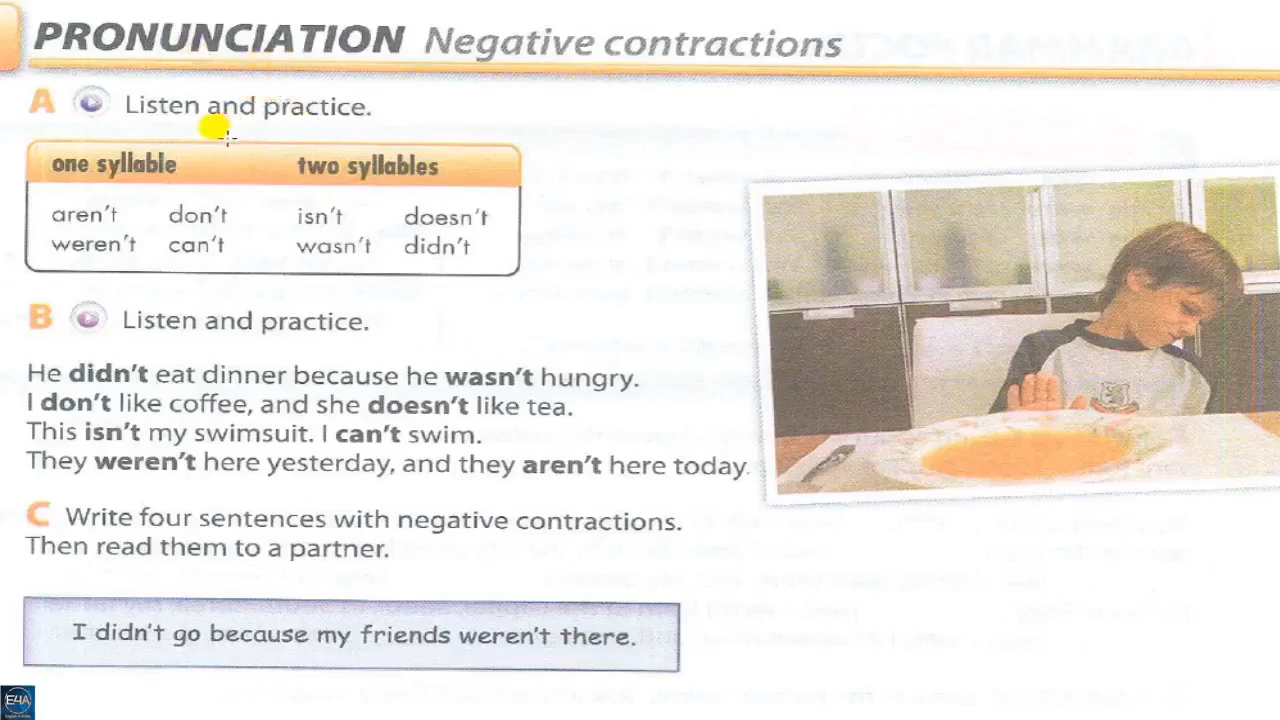 PRONUNCIATION Negative contractions
A Listen and practice.
one syllable two syllables
aren't don't isn't doesn't
weren't can't wasn't didn't
B Listen and practice.
He didn't eat dinner because he wasn't hungry.
I don't like coffee, and she doesn't like tea.
This isn't my swimsuit. I can't swim.
They weren't here yesterday, and they aren't here today.
C Write four sentences with negative contractions.
Then read them to a partner.
I didn't go because my friends weren't there.
E4A